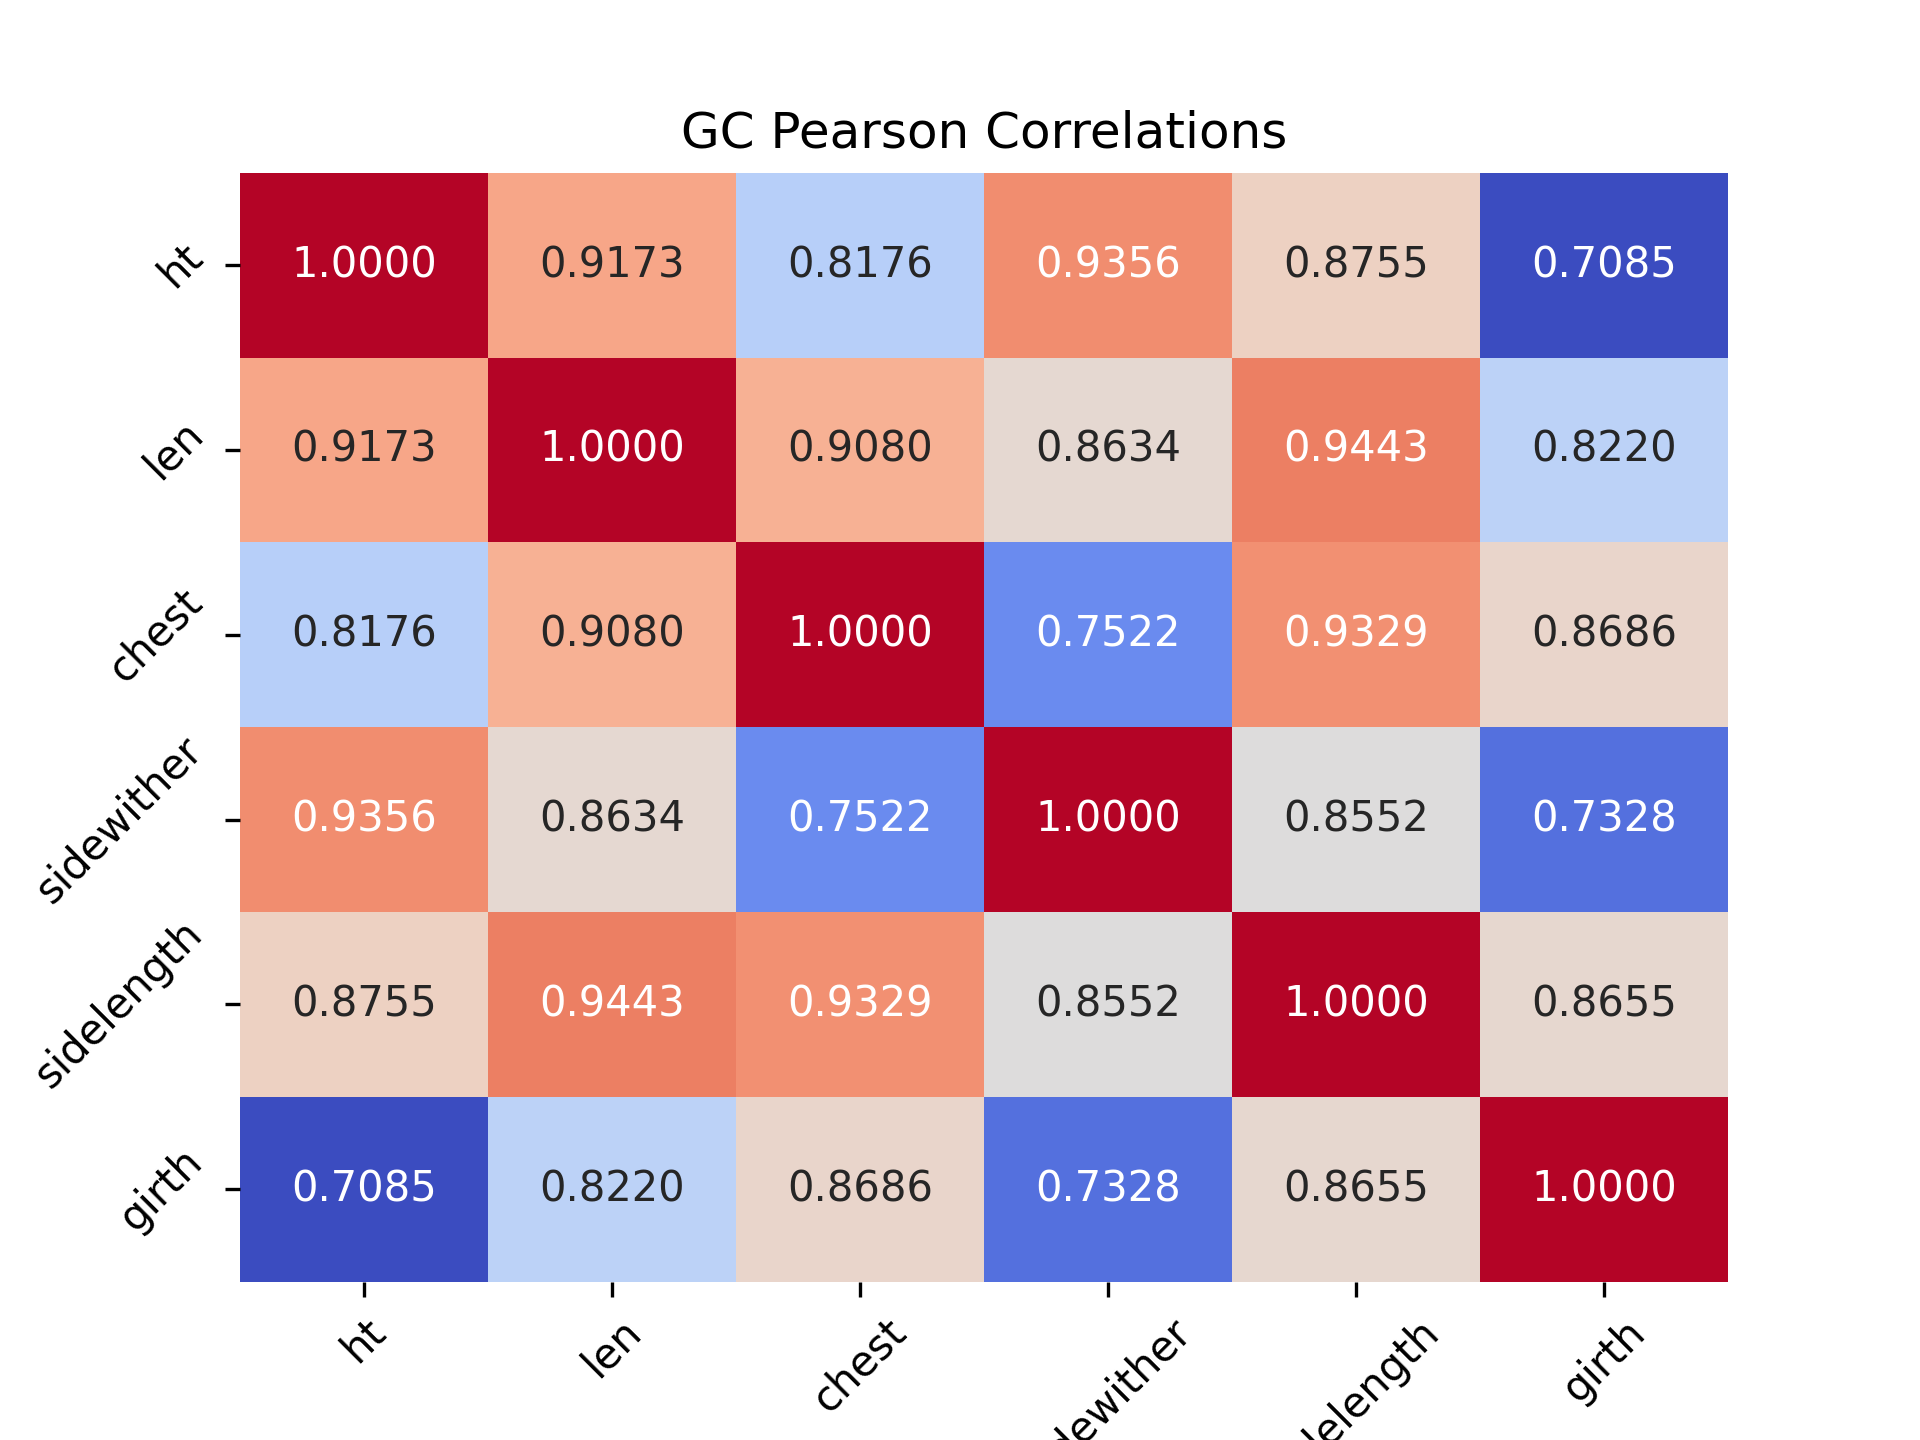 GC Pearson Correlations
ht 1.0000 0.9173 0.8176 0.9356 0.8755 0.7085
len 0.9173 1.0000 0.9080 0.8634 0.9443 0.8220
chest 0.8176 0.9080 1.0000 0.7522 0.9329 0.8686
sidewither 0.9356 0.8634 0.7522 1.0000 0.8552 0.7328
sidelength 0.8755 0.9443 0.9329 0.8552 1.0000 0.8655
girth 0.7085 0.8220 0.8686 0.7328 0.8655 1.0000
ht len chest dewither lelength girth